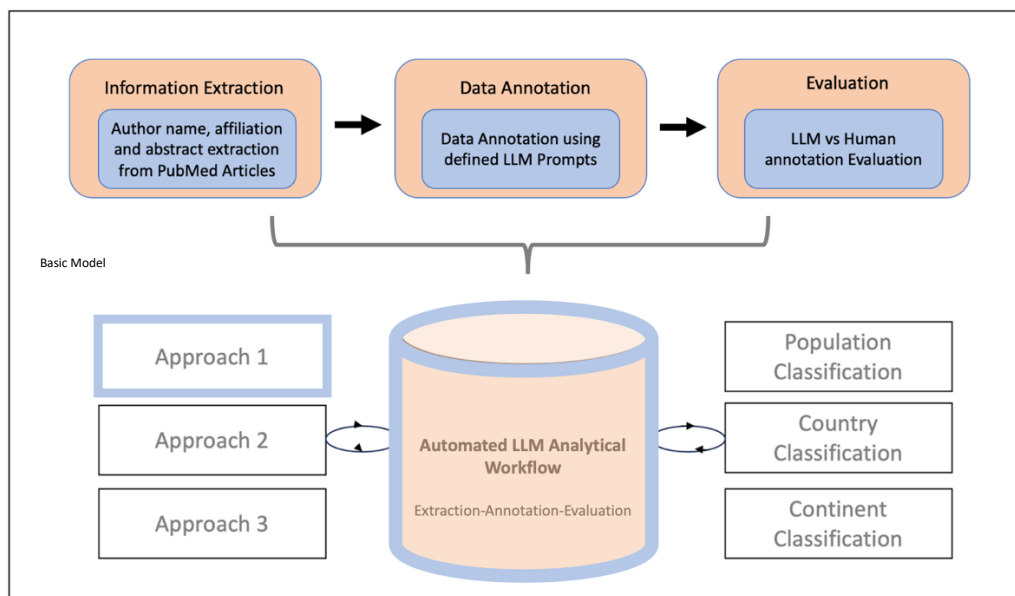 Information Extraction
Author name, affiliation
and abstract extraction
from PubMed Articles
Data Annotation
Data Annotation using
defined LLM Prompts
Evaluation
LLM vs Human
annotation Evaluation
Basic Model
Approach 1
Approach 2
Approach 3
Automated LLM Analytical
Workflow
Extraction-Annotation-Evaluation
Population
Classification
Country
Classification
Continent
Classification